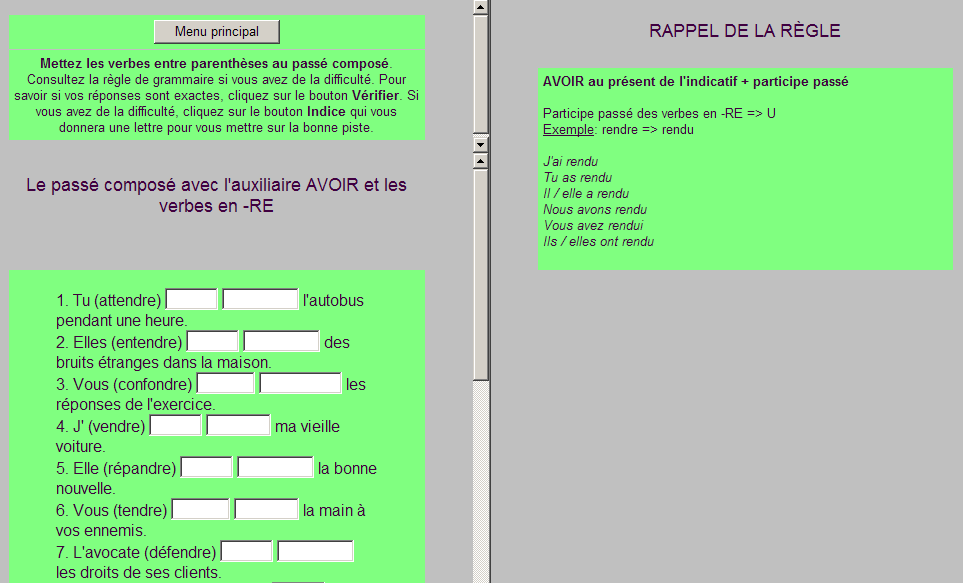 Menu principal
Mettez les verbes entre parenthèses au passé composé.
Consultez la règle de grammaire si vous avez de la difficulté. Pour
savoir si vos réponses sont exactes, cliquez sur le bouton Vérifier. Si
vous avez de la difficulté, cliquez sur le bouton Indice qui vous
donnera une lettre pour vous mettre sur la bonne piste.
Le passé composé avec l'auxiliaire AVOIR et les
verbes en -RE
1. Tu (attendre) l'autobus
pendant une heure.
2. Elles (entendre) des
bruits étranges dans la maison.
3. Vous (confondre) les
réponses de l'exercice.
4. J' (vendre) ma vieille
voiture.
5. Elle (répandre) la bonne
nouvelle.
6. Vous (tendre) la main à
vos ennemis.
7. L'avocate (défendre)
les droits de ses clients.
RAPPEL DE LA RÈGLE
AVOIR au présent de l'indicatif + participe passé
Participe passé des verbes en -RE => U
Exemple: rendre => rendu
J'ai rendu
Tu as rendu
Il / elle a rendu
Nous avons rendu
Vous avez rendui
Ils / elles ont rendu